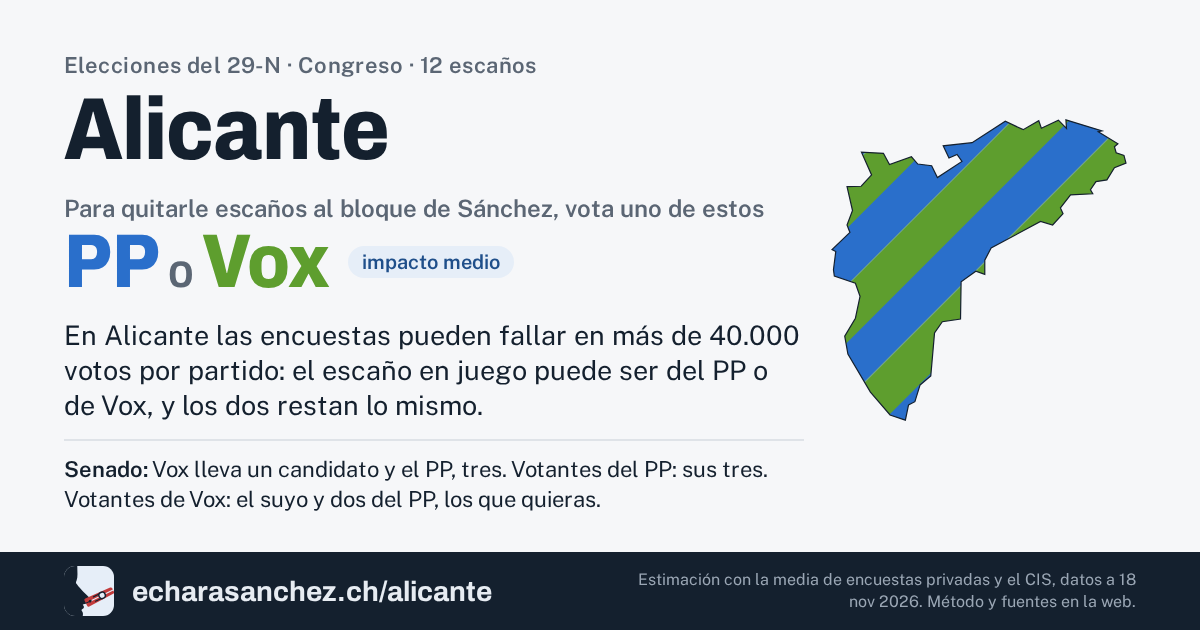 Elecciones del 29-N · Congreso · 12 escaños
Alicante
Para quitarle escaños al bloque de Sánchez, vota uno de estos
PP o Vox impacto medio
En Alicante las encuestas pueden fallar en más de 40.000
votos por partido: el escaño en juego puede ser del PP o
de Vox, y los dos restan lo mismo.
Senado: Vox lleva un candidato y el PP, tres. Votantes del PP: sus tres.
Votantes de Vox: el suyo y dos del PP, los que quieras.
echarasanchez.ch/alicante
Estimación con la media de encuestas privadas y el CIS, datos a 18
nov 2026. Método y fuentes en la web.